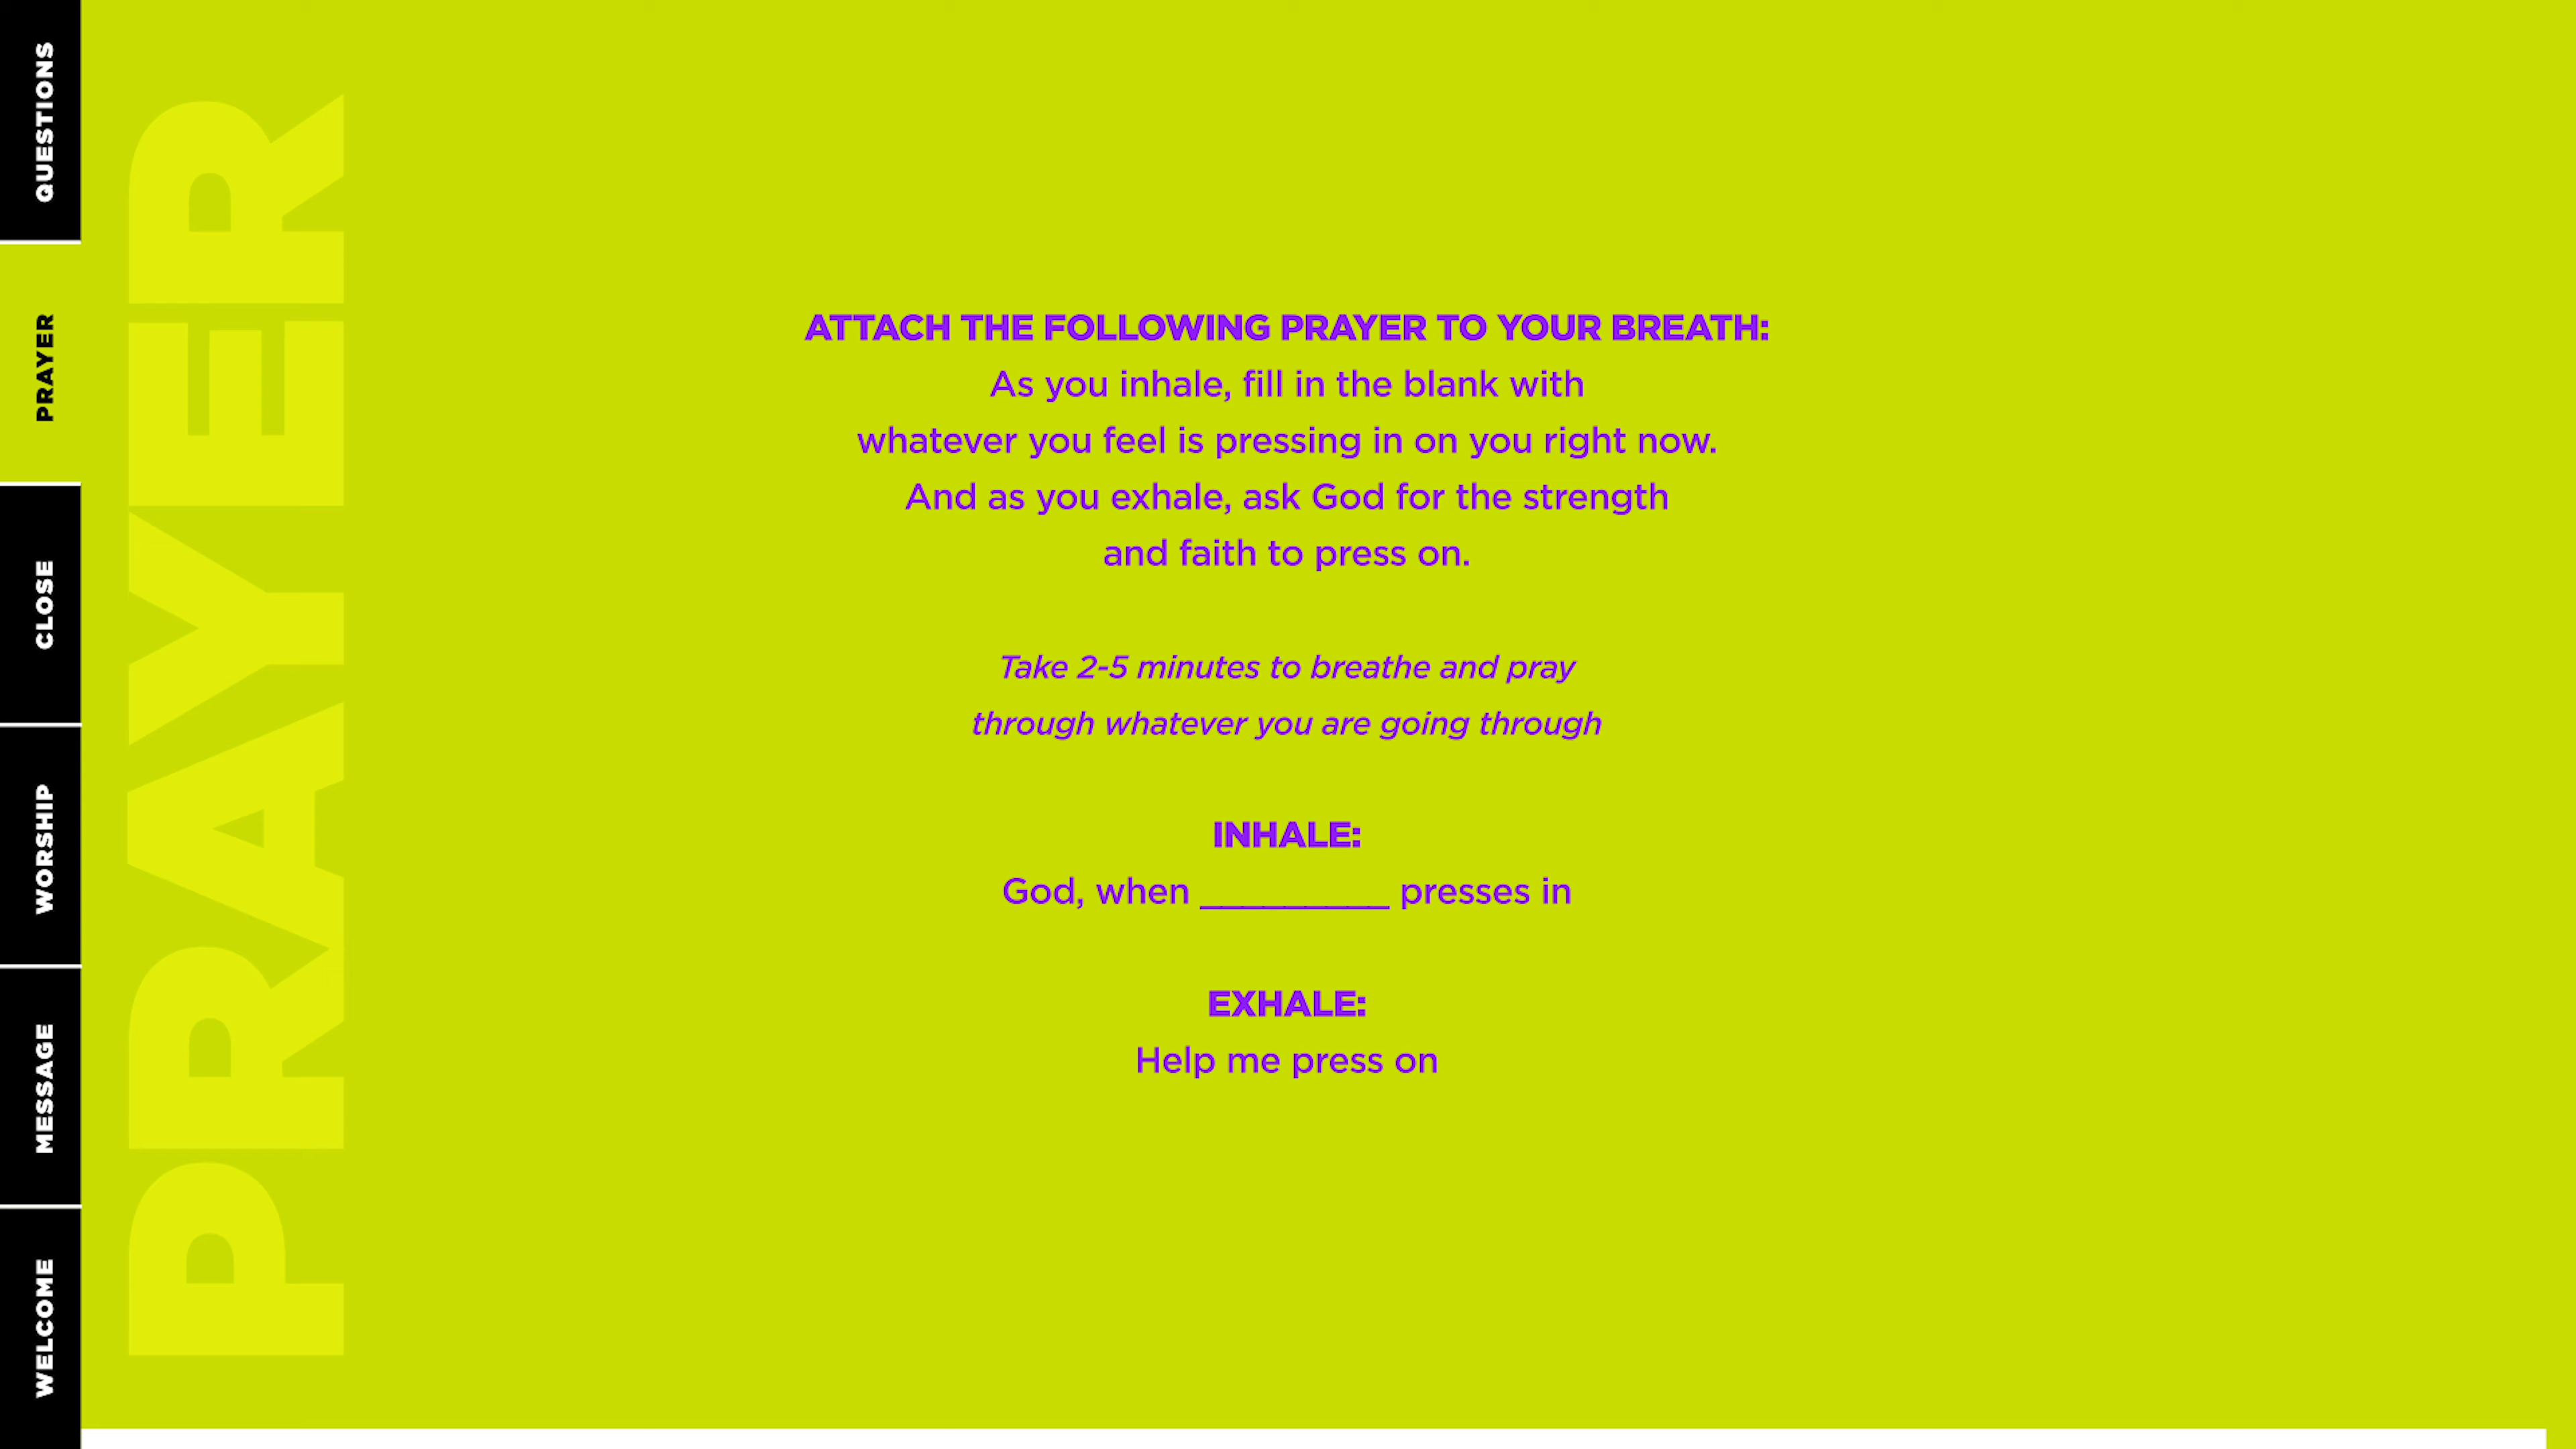 QUESTIONS
PRAYER
CLOSE
WORSHIP
MESSAGE
WELCOME
PRAYER
ATTACH THE FOLLOWING PRAYER TO YOUR BREATH:
As you inhale, fill in the blank with
whatever you feel is pressing in on you right now.
And as you exhale, ask God for the strength
and faith to press on.
Take 2-5 minutes to breathe and pray
through whatever you are going through
INHALE:
God, when _________ presses in
EXHALE:
Help me press on